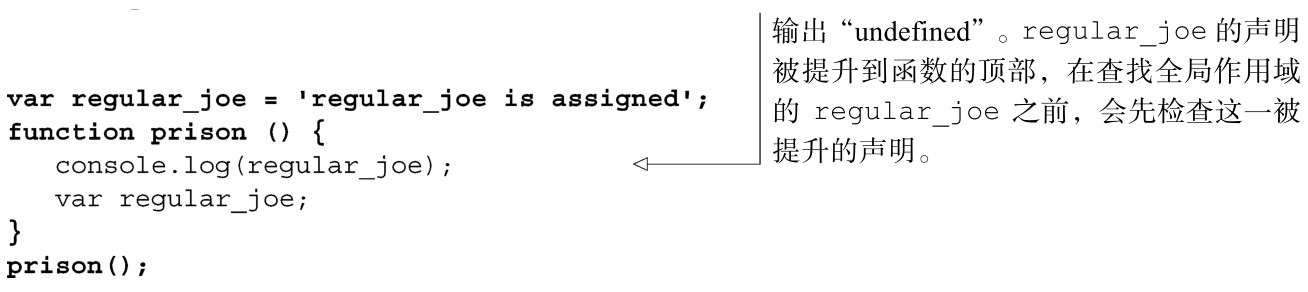 输出“undefined”。regular_joe 的声明
被提升到函数的顶部，在查找全局作用域
的 regular_joe 之前，会先检查这一被
提升的声明。
var regular_joe = 'regular_joe is assigned';
function prison () {
   console.log(regular_joe);
   var regular_joe;
}
prison();